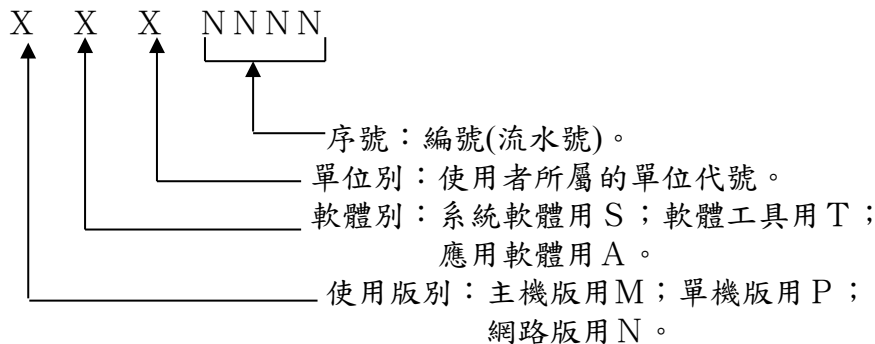 X X X NNNN
序號：編號(流水號)。
單位別：使用者所屬的單位代號。
軟體別：系統軟體用S；軟體工具用T；
應用軟體用A。
使用版別：主機版用M；單機版用P；
網路版用N。